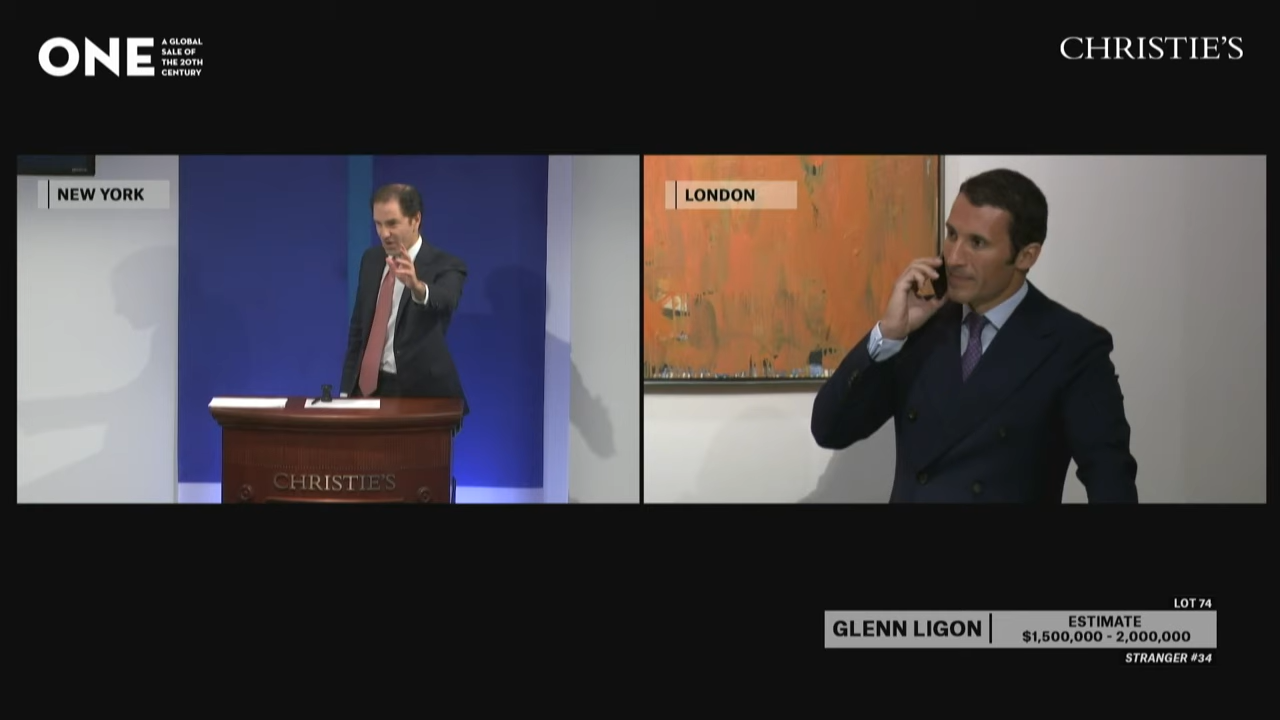 ONE
A GLOBAL
SALE OF
THE 20TH
CENTURY
CHRISTIE'S
NEW YORK
LONDON
CHRISTIE'S
LOT 74
GLENN LIGON
ESTIMATE
$1,500,000 - 2,000,000
STRANGER #34